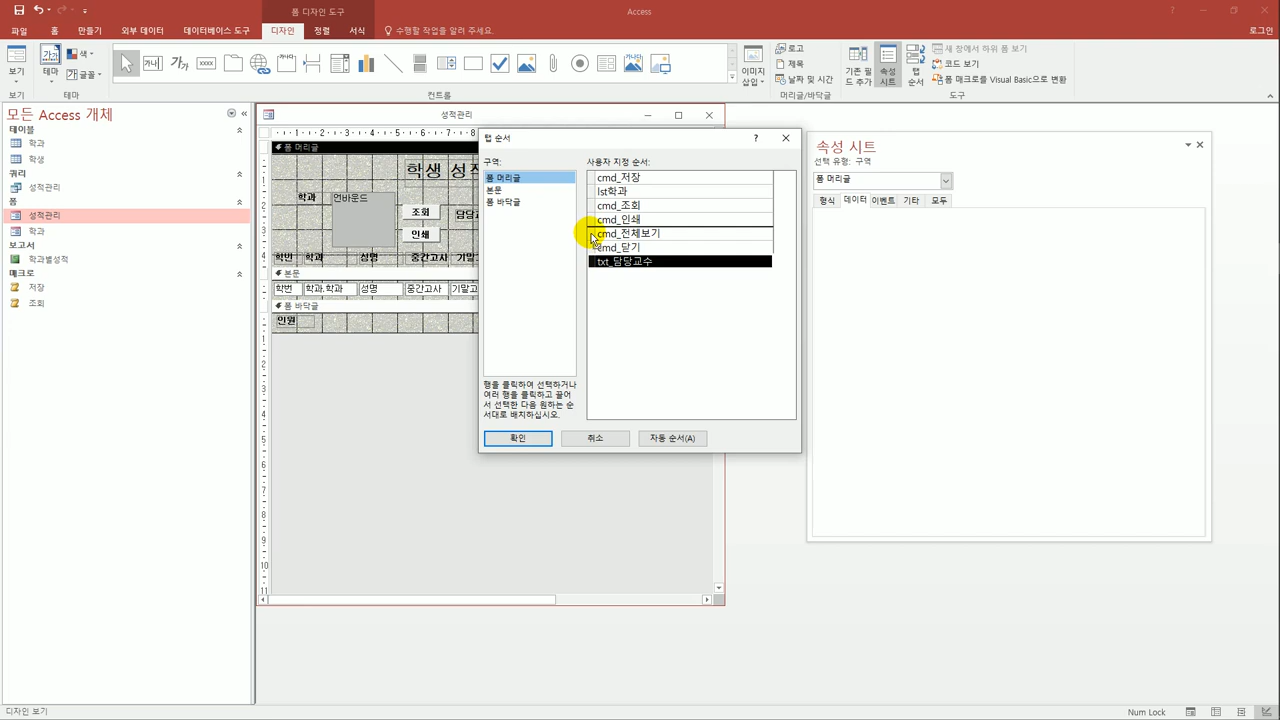 폼 디자인 도구
Access
파일
홈
만들기
외부 데이터
데이터베이스 도구
디자인
정렬
서식
수행할 작업을 알려 주세요.
로그인
보기
테마
색
글꼴
이미지
삽입
로고
제목
날짜 및 시간
기존 필
드 추가
속성
시트
탭
순서
새 창에서 하위 폼 보기
코드 보기
폼 매크로를 Visual Basic으로 변환
보기
테마
컨트롤
머리글/바닥글
도구
모든 Access 개체
테이블
학과
학생
쿼리
성적관리
폼
성적관리
학과
보고서
학과별성적
매크로
저장
조회
성적관리
폼 머리글
학생 성
학과
언바운드
조회
담당
인쇄
학번
학과
성명
중간고사
기말
본문
학번
학과.학과
성명
중간고사
기말고
폼 바닥글
인원
탭 순서
구역:
폼 머리글
본문
폼 바닥글
사용자 지정 순서:
cmd_저장
lst학과
cmd_조회
cmd_인쇄
cmd_전체보기
cmd_닫기
txt_담당교수
행을 클릭하여 선택하거나
여러 행을 클릭하고 끌어
서 선택한 다음 원하는 순
서대로 배치하십시오.
확인
취소
자동 순서(A)
속성 시트
선택 유형: 구역
폼 머리글
형식
데이터
이벤트
기타
모두
디자인 보기
Num Lock